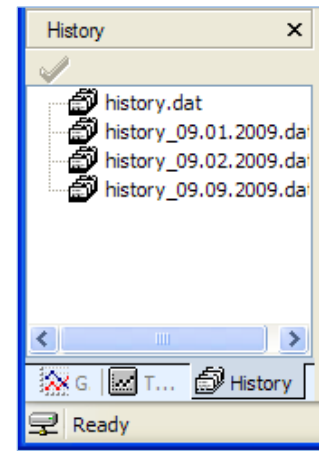 History
history.dat
history_09.01.2009.da
history_09.02.2009.da
history_09.09.2009.da
G. T... History
Ready